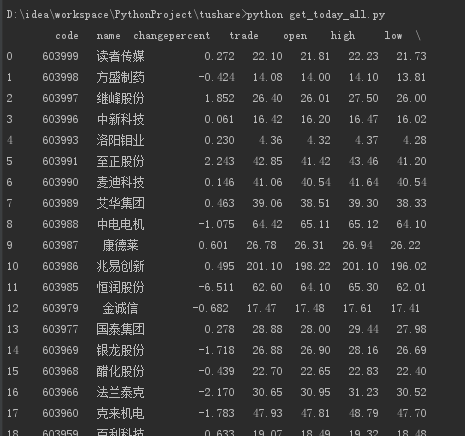 D:\idea\workspace\PythonProject\tushare>python get_today_all.py
code name changepercent trade open high low \
0 603999 读者传媒 0.272 22.10 21.81 22.23 21.73
1 603998 方盛制药 -0.424 14.08 14.00 14.10 13.81
2 603997 继峰股份 1.852 26.40 26.01 27.50 26.00
3 603996 中新科技 0.061 16.42 16.20 16.47 16.02
4 603993 洛阳钼业 0.230 4.36 4.32 4.37 4.28
5 603991 至正股份 2.243 42.85 41.42 43.46 41.20
6 603990 麦迪科技 0.146 41.06 40.54 41.64 40.54
7 603989 艾华集团 0.463 39.06 38.51 39.30 38.33
8 603988 中电电机 -1.075 64.42 65.11 65.12 64.10
9 603987 康德莱 0.601 26.78 26.31 26.94 26.22
10 603986 兆易创新 0.495 201.10 198.22 201.10 196.02
11 603985 恒润股份 -6.511 62.60 64.10 65.30 62.01
12 603979 金诚信 -0.682 17.47 17.48 17.61 17.41
13 603977 国泰集团 0.278 28.88 28.00 29.44 27.98
14 603969 银龙股份 -1.718 26.88 26.90 28.16 26.69
15 603968 醋化股份 -0.439 22.70 22.65 22.83 22.40
16 603966 法兰泰克 -2.170 30.65 30.95 31.23 30.52
17 603960 克来机电 -1.783 47.93 47.81 48.79 47.70
18 603959 百利科技 0.633 19.07 18.49 19.32 18.48